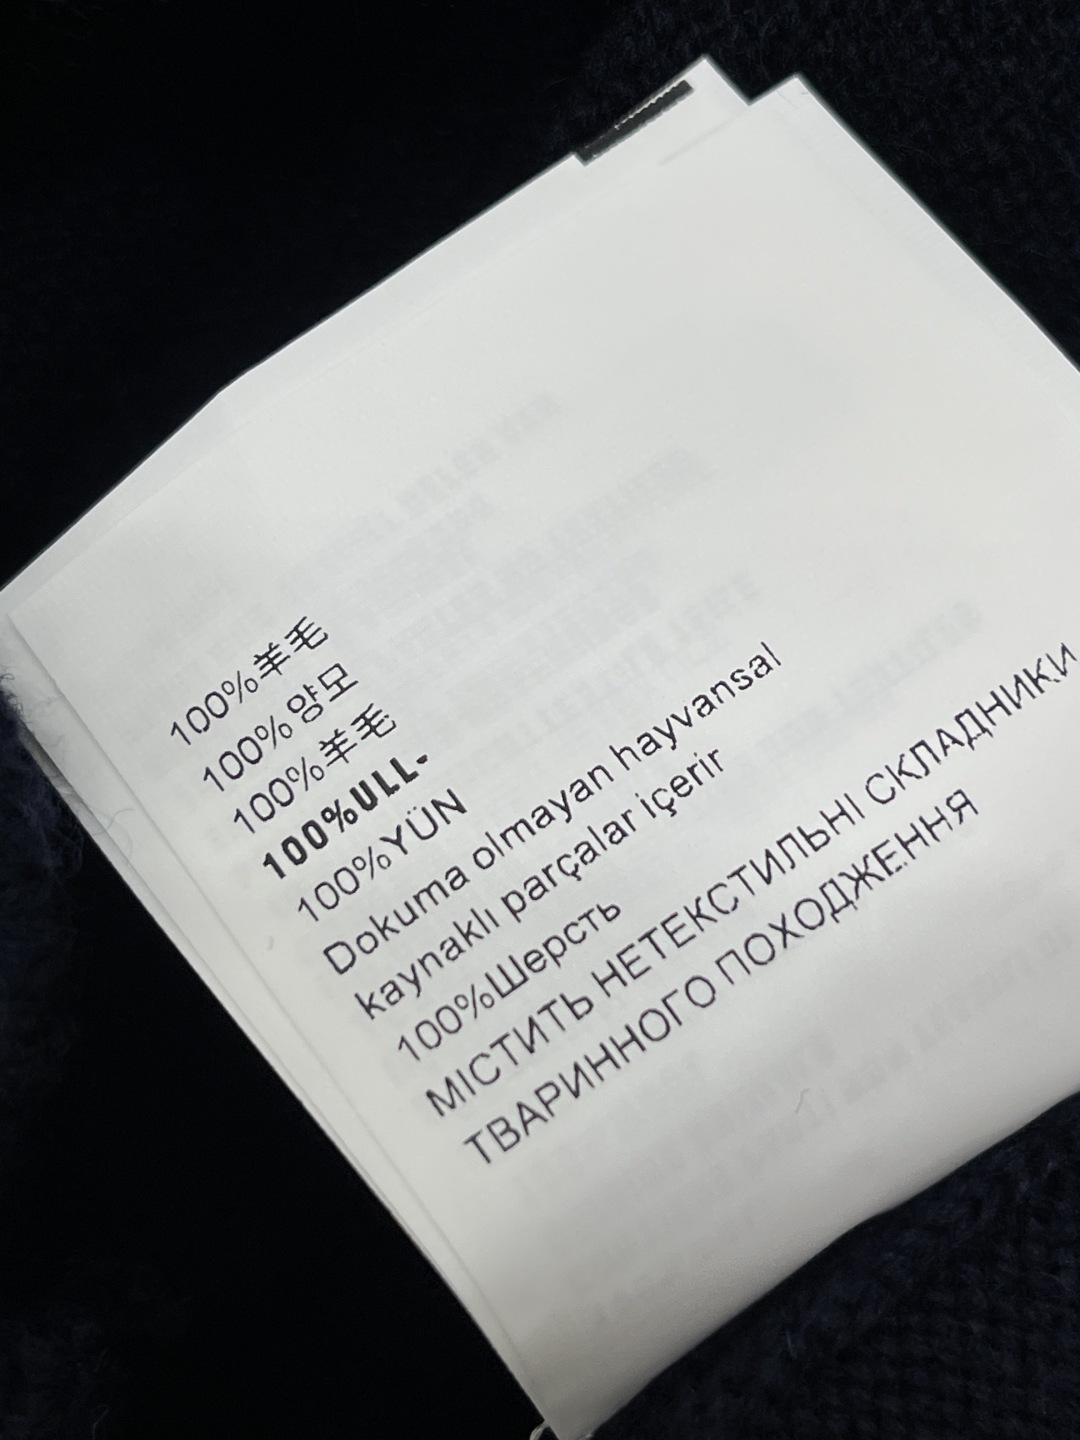 100%羊毛
100%양모
100%羊毛
100%ULL-
100%YÜN
Dokuma olmayan hayvansal
kaynaklı parçalar içerir
100%Шерсть
МІСТИТЬ НЕТЕКСТИЛЬНІ СКЛАДНИКИ
ТВАРИННОГО ПОХОДЖЕННЯ